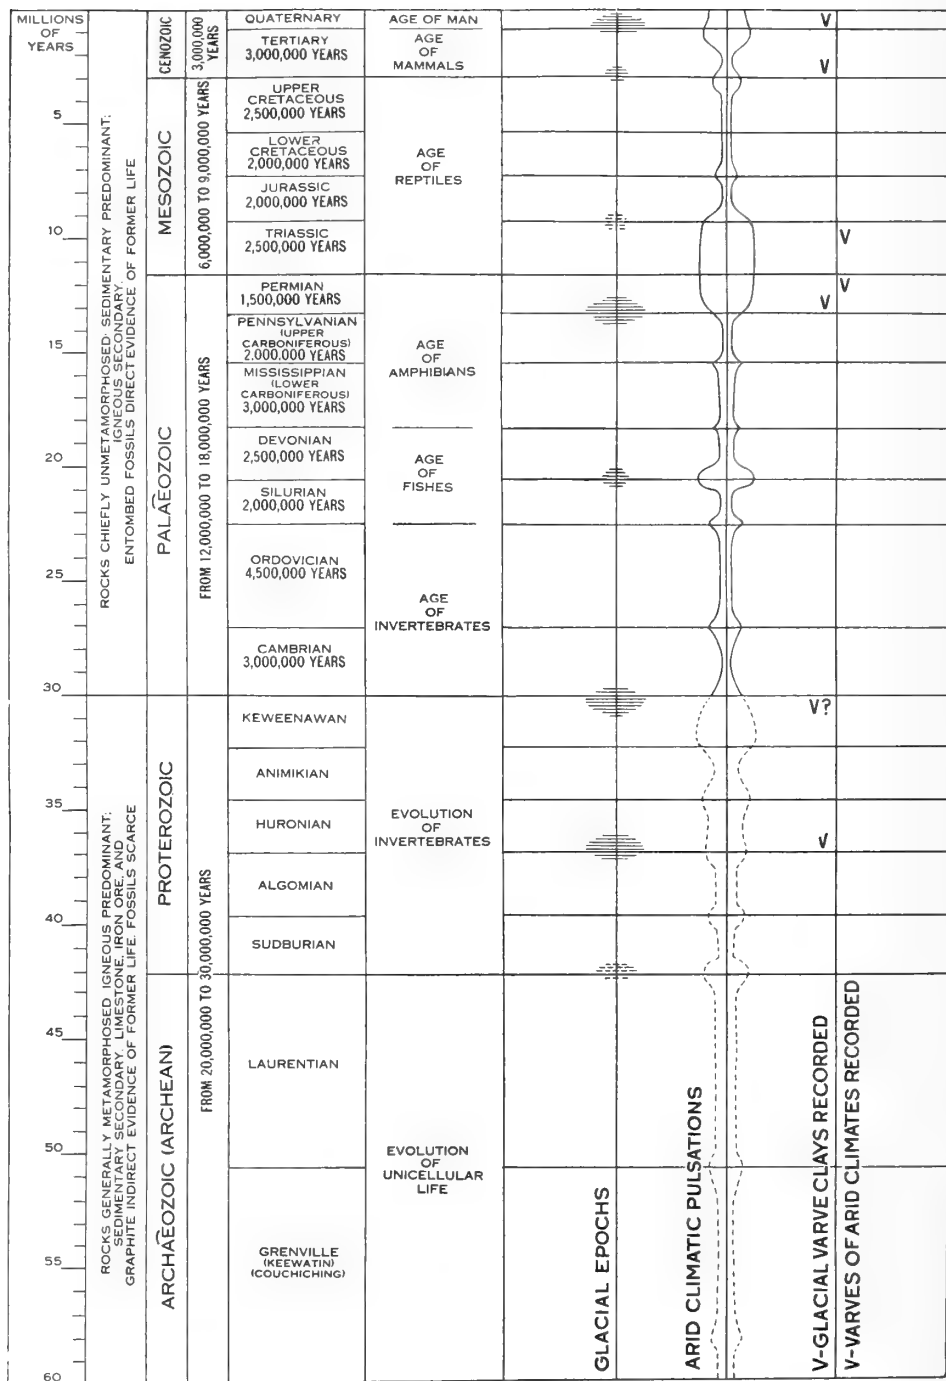 MILLIONS
OF
YEARS
5
10
15
20
25
30
35
40
45
50
55
60
ROCKS CHIEFLY UNMETAMORPHOSED: SEDIMENTARY PREDOMINANT;
IGNEOUS SECONDARY.
ENTOMBED FOSSILS DIRECT EVIDENCE OF FORMER LIFE
ROCKS GENERALLY METAMORPHOSED IGNEOUS PREDOMINANT;
SEDIMENTARY SECONDARY. LIMESTONE, IRON ORE, AND
GRAPHITE INDIRECT EVIDENCE OF FORMER LIFE. FOSSILS SCARCE
CENOZOIC
MESOZOIC
PALAEOZOIC
PROTEROZOIC
ARCHAEOZOIC (ARCHEAN)
3,000,000
YEARS
6,000,000 TO 9,000,000 YEARS
FROM 12,000,000 TO 18,000,000 YEARS
FROM 20,000,000 TO 30,000,000 YEARS
QUATERNARY
TERTIARY
3,000,000 YEARS
UPPER
CRETACEOUS
2,500,000 YEARS
LOWER
CRETACEOUS
2,000,000 YEARS
JURASSIC
2,000,000 YEARS
TRIASSIC
2,500,000 YEARS
PERMIAN
1,500,000 YEARS
PENNSYLVANIAN
(UPPER
CARBONIFEROUS)
2.000.000 YEARS
MISSISSIPPIAN
(LOWER
CARBONIFEROUS)
3,000,000 YEARS
DEVONIAN
2,500,000 YEARS
SILURIAN
2,000,000 YEARS
ORDOVICIAN
4,500,000 YEARS
CAMBRIAN
3,000,000 YEARS
KEWEENAWAN
ANIMIKIAN
HURONIAN
ALGOMIAN
SUDBURIAN
LAURENTIAN
GRENVILLE
(KEEWATIN)
(COUCHICHING)
AGE OF MAN
AGE
OF
MAMMALS
AGE
OF
REPTILES
AGE
OF
AMPHIBIANS
AGE
OF
FISHES
AGE
OF
INVERTEBRATES
EVOLUTION
OF
INVERTEBRATES
EVOLUTION
OF
UNICELLULAR
LIFE
GLACIAL EPOCHS
ARID CLIMATIC PULSATIONS
V
V
V
V?
V
V-GLACIAL VARVE CLAYS RECORDED
V
V
V-VARVES OF ARID CLIMATES RECORDED